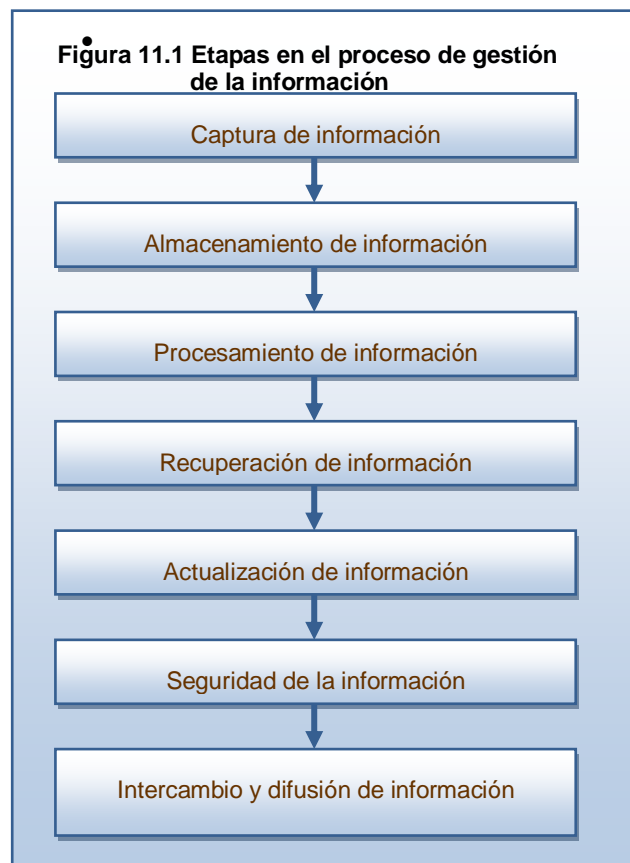 Figura 11.1 Etapas en el proceso de gestión
de la información
Captura de información
Almacenamiento de información
Procesamiento de información
Recuperación de información
Actualización de información
Seguridad de la información
Intercambio y difusión de información